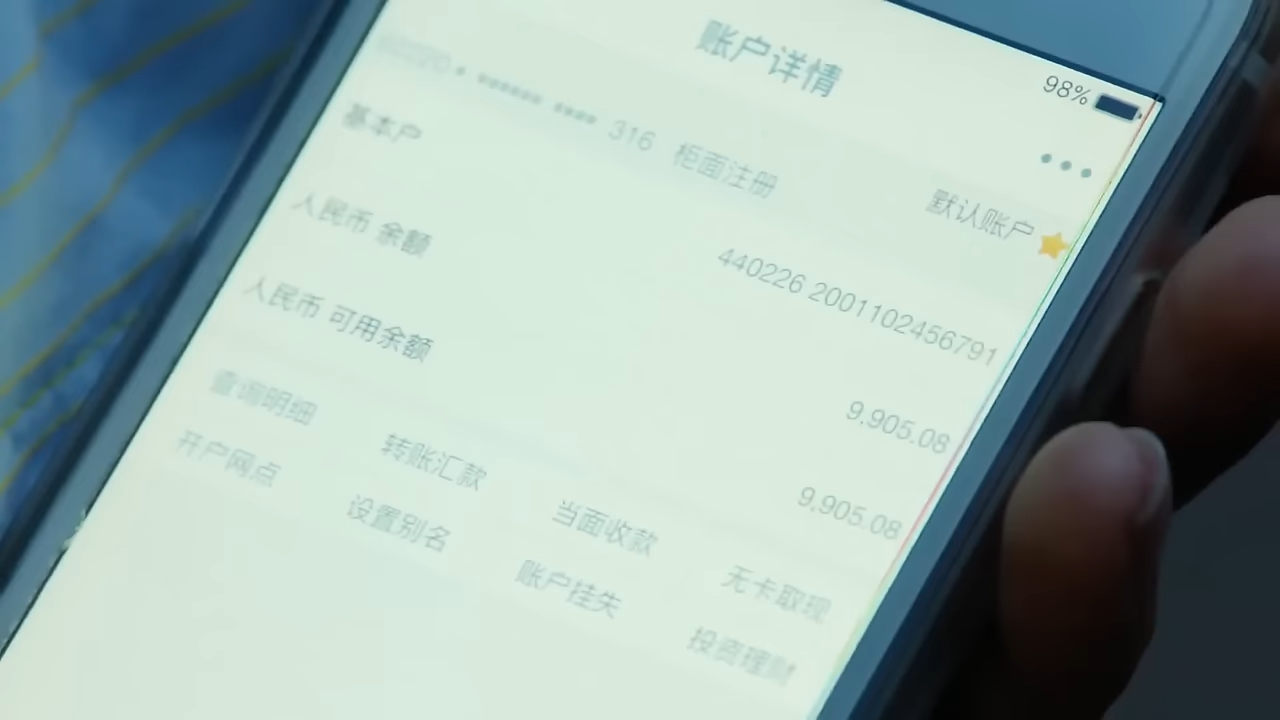 98%
账户详情
316 柜面注册 默认账户
基本户 440226 2001102456791
人民币 余额 9,905.08
人民币 可用余额 9,905.08
查询明细 转账汇款 当面收款 无卡取现
开户网点 设置别名 账户挂失 投资理财